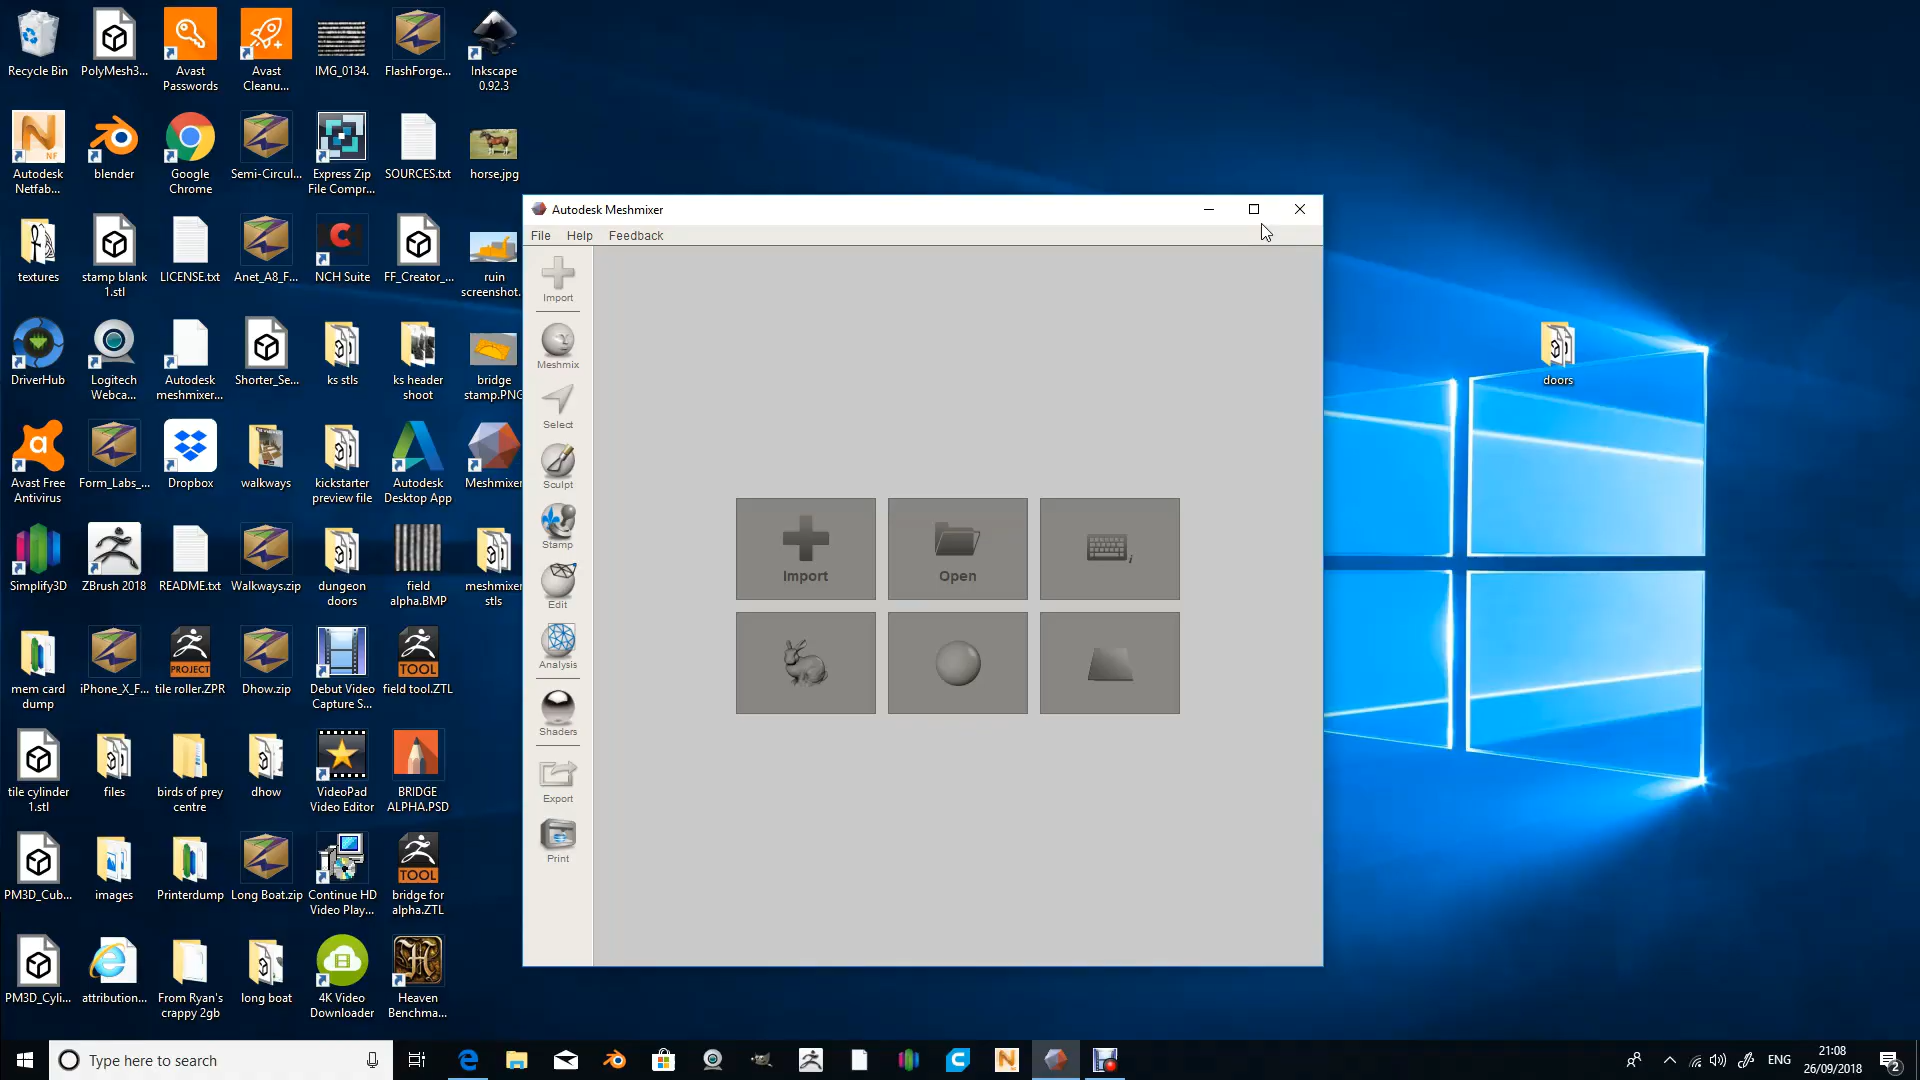 Recycle Bin
PolyMesh3...
Avast
Passwords
Avast
Cleanu...
IMG_0134.
FlashForge...
Inkscape
0.92.3
Autodesk
Netfab...
blender
Google
Chrome
Semi-Circul...
Express Zip
File Compr...
SOURCES.txt
horse.jpg
textures
stamp blank
1.stl
LICENSE.txt
Anet_A8_F...
NCH Suite
FF_Creator_...
ruin
screenshot.
DriverHub
Logitech
Webca...
Autodesk
meshmixer...
Shorter_Se...
ks stls
ks header
shoot
bridge
stamp.PNG
Avast Free
Antivirus
Form_Labs_...
Dropbox
walkways
kickstarter
preview file
Autodesk
Desktop App
Meshmixer
Simplify3D
ZBrush 2018
README.txt
Walkways.zip
dungeon
doors
field
alpha.BMP
meshmixer
stls
mem card
dump
iPhone_X_F...
PROJECT
tile roller.ZPR
Dhow.zip
Debut Video
Capture S...
TOOL
field tool.ZTL
tile cylinder
1.stl
files
birds of prey
centre
dhow
VideoPad
Video Editor
BRIDGE
ALPHA.PSD
PM3D_Cub...
images
Printerdump
Long Boat.zip
Continue HD
Video Play...
TOOL
bridge for
alpha.ZTL
PM3D_Cyli...
attribution...
From Ryan's
crappy 2gb
long boat
4K Video
Downloader
Heaven
Benchma...
Autodesk Meshmixer
File Help Feedback
Import
Meshmix
Select
Sculpt
Stamp
Edit
Analysis
Shaders
Export
Print
Import
Open
doors
Type here to search
ENG
21:08
26/09/2018
2